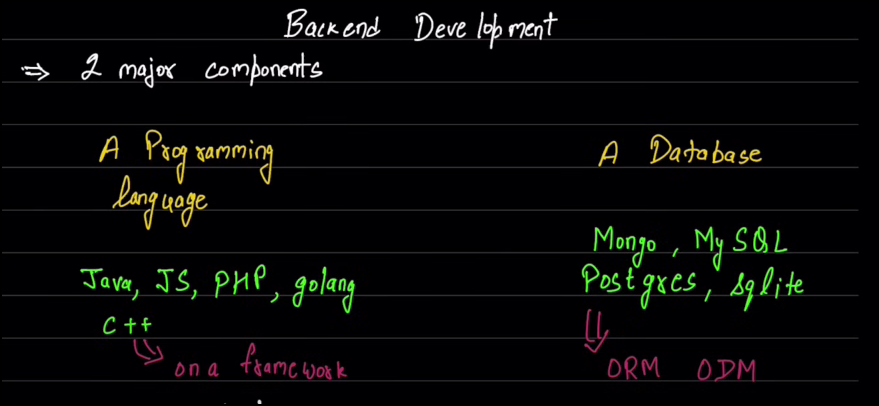 Backend Development
⇒ 2 major components
A Programming language
A Database
Java, JS, PHP, golang
C++
on a framework
Mongo, MySQL
Postgres, sqlite
ORM ODM